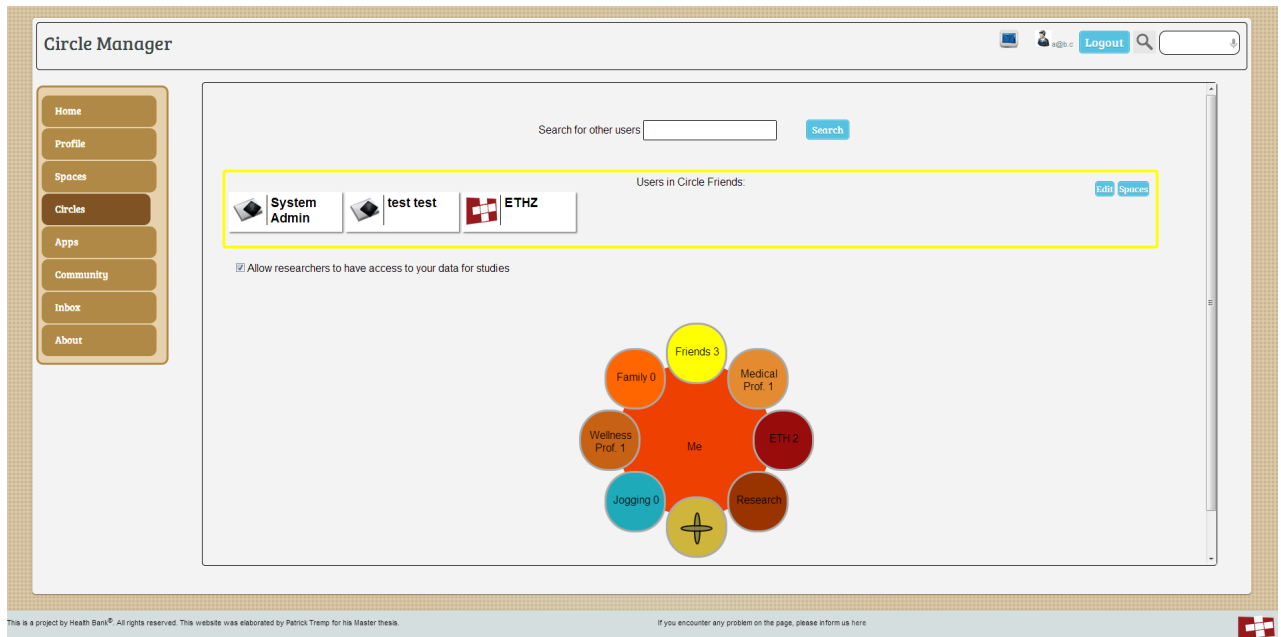 Circle Manager
a@b.c
Logout
Home
Profile
Spaces
Circles
Apps
Community
Inbox
About
Search for other users
Search
Users in Circle Friends:
Edit Spaces
System
Admin
test test
ETHZ
Allow researchers to have access to your data for studies
Friends 3
Family 0
Medical
Prof. 1
Wellness
Prof. 1
Me
ETH 2
Jogging 0
Research
This is a project by Health Bank®. All rights reserved. This website was elaborated by Patrick Tremp for his Master thesis.
If you encounter any problem on the page, please inform us here